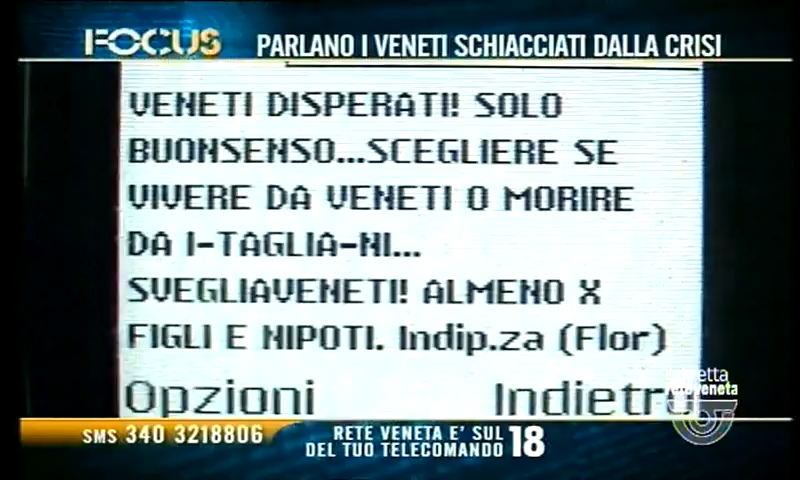 FOCUS PARLANO I VENETI SCHIACCIATI DALLA CRISI
VENETI DISPERATI! SOLO
BUONSENSO...SCEGLIERE SE
VIVERE DA VENETI O MORIRE
DA I-TAGLIA-NI...
SVEGLIAVENETI! ALMENO X
FIGLI E NIPOTI. Indip.za (Flor)
Opzioni Indietro
reteveneta
SMS 340 3218806
RETE VENETA E' SUL 18
DEL TUO TELECOMANDO